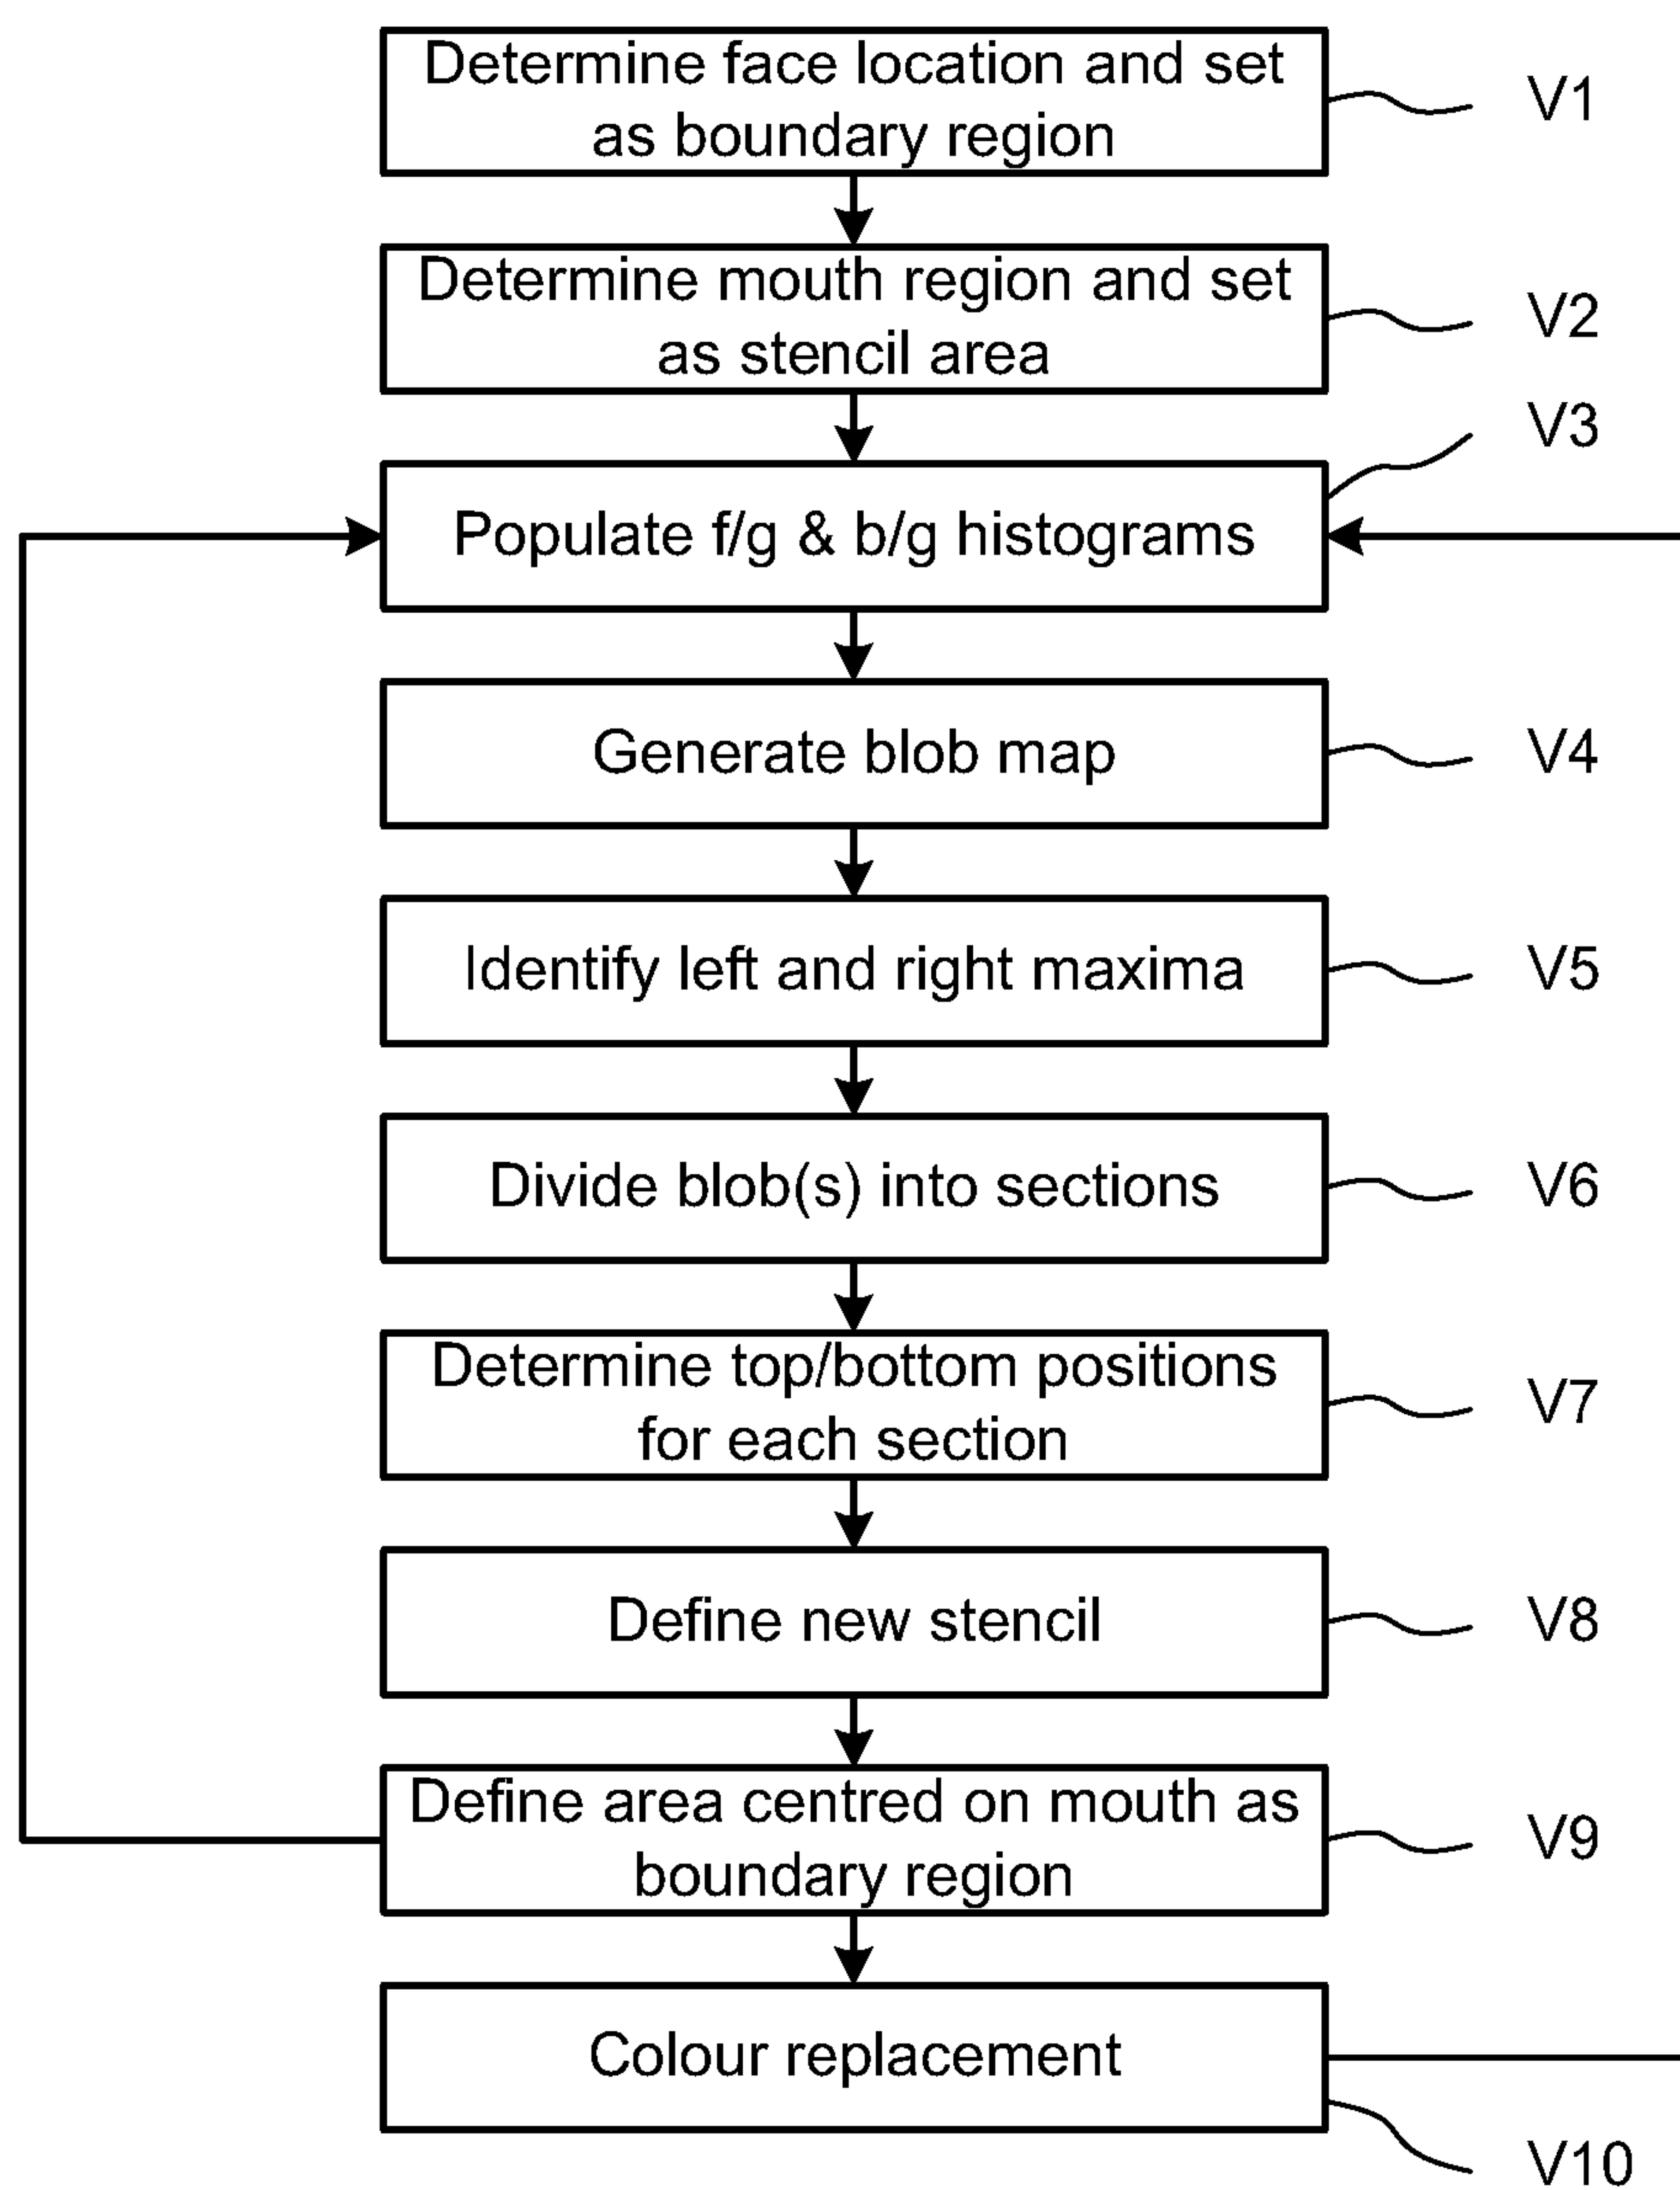 Determine face location and set
as boundary region
V1
Determine mouth region and set
as stencil area
V2
V3
Populate f/g & b/g histograms
Generate blob map
V4
Identify left and right maxima
V5
Divide blob(s) into sections
V6
Determine top/bottom positions
for each section
V7
Define new stencil
V8
Define area centred on mouth as
boundary region
V9
Colour replacement
V10